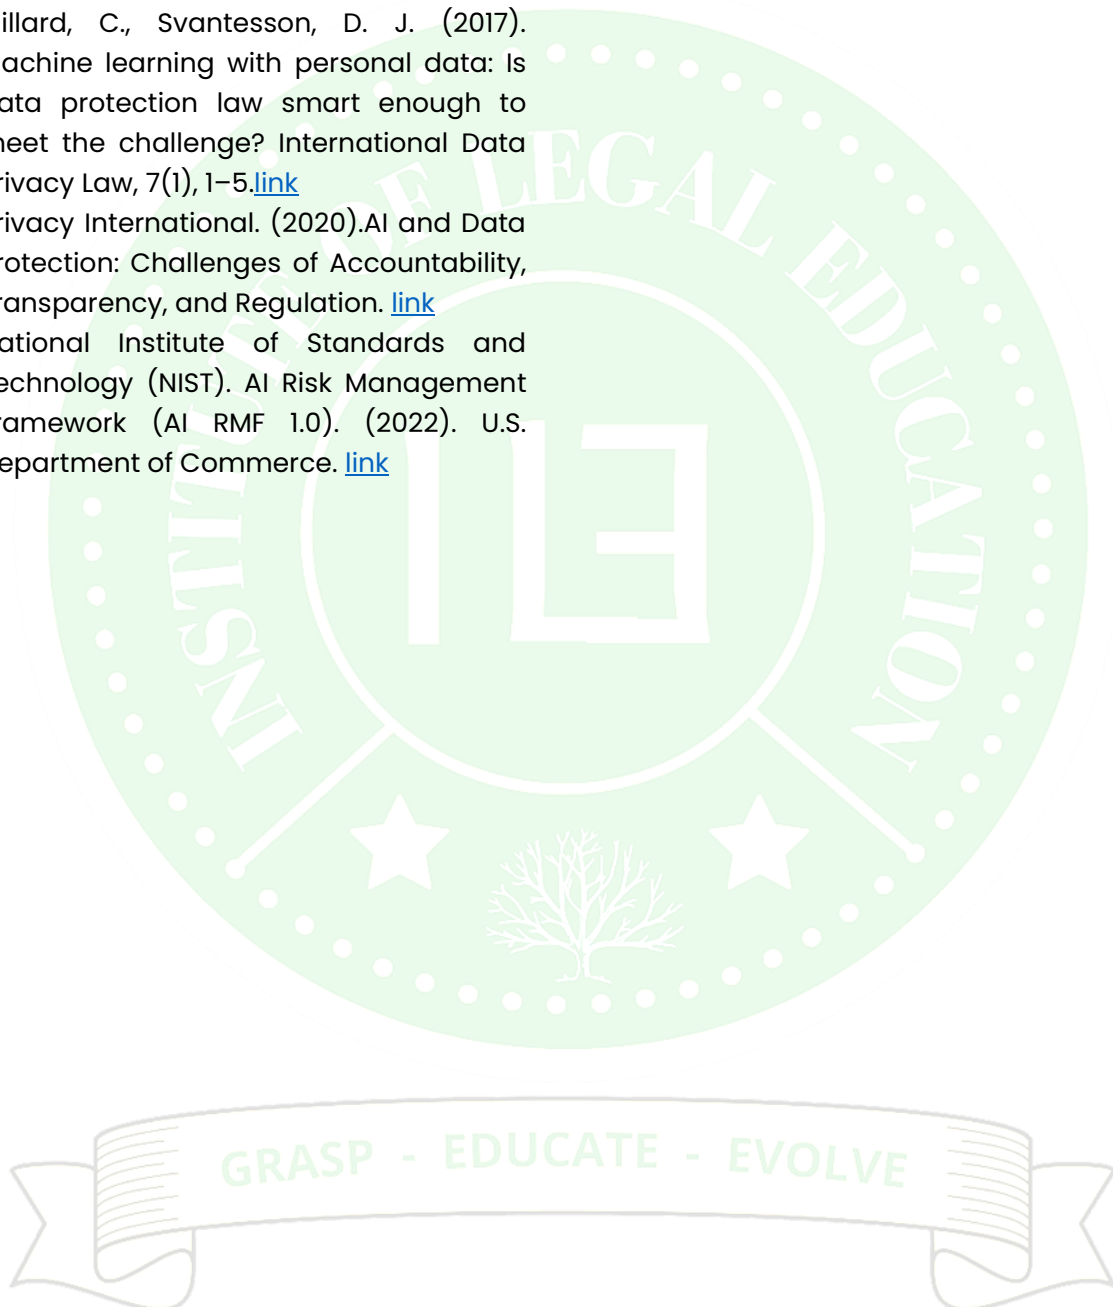 illard, C., Svantesson, D. J. (2017).
achine learning with personal data: Is
ata protection law smart enough to
eet the challenge? International Data
rivacy Law, 7(1), 1–5.link
rivacy International. (2020).AI and Data
rotection: Challenges of Accountability,
ransparency, and Regulation. link
ational Institute of Standards and
echnology (NIST). AI Risk Management
ramework (AI RMF 1.0). (2022). U.S.
epartment of Commerce. link
INSTITUTE OF LEGAL EDUCATION
ILE
GRASP - EDUCATE - EVOLVE